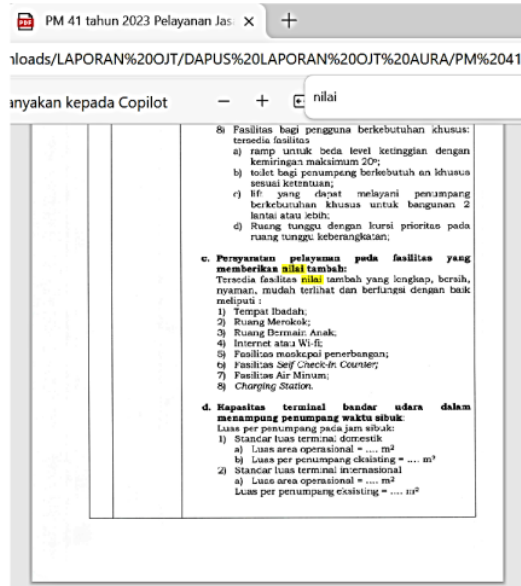 PM 41 tahun 2023 Pelayanan Jas
nloads/LAPORAN%20OJT/DAPUS%20LAPORAN%20OJT%20AURA/PM%2041
anyakan kepada Copilot
nilai
8) Fasilitas bagi pengguna berkebutuhan khusus:
tersedia fasilitas
a) ramp untuk beda level ketinggian dengan
kemiringan maksimum 20º;
b) toilet bagi penumpang berkebutuh an khusus
sesuai ketentuan;
c) lift yang dapat melayani penumpang
berkebutuhan khusus untuk bangunan 2
lantai atau lebih;
d) Ruang tunggu dengan kursi prioritas pada
ruang tunggu keberangkatan;
c. Persyaratan pelayanan pada fasilitas yang
memberikan nilai tambah:
Tersedia fasilitas nilai tambah yang lengkap, bersih,
nyaman, mudah terlihat dan berfungsi dengan baik
meliputi :
1) Tempat Ibadah;
2) Ruang Merokok;
3) Ruang Bermain Anak;
4) Internet atau Wi-fi;
5) Fasilitas maskapai penerbangan;
6) Fasilitas Self Check-in Counter;
7) Fasilitas Air Minum;
8) Charging Station.
d. Kapasitas terminal bandar udara dalam
menampung penumpang waktu sibuk:
Luas per penumpang pada jam sibuk:
1) Standar luas terminal domestik
a) Luas area operasional = .... m²
b) Luas per penumpang eksisting = .... m²
2) Standar luas terminal internasional
a) Luas area operasional = .... m²
Luas per penumpang eksisting = .... m²